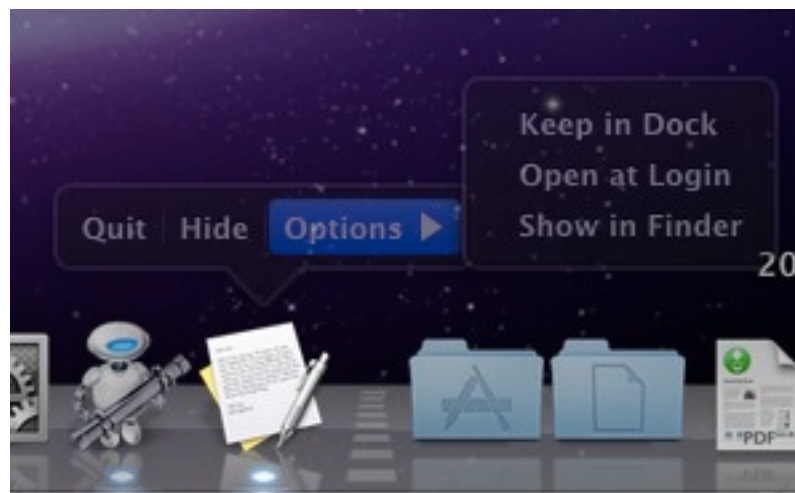 Keep in Dock
Open at Login
Quit Hide Options
Show in Finder
20
PDF